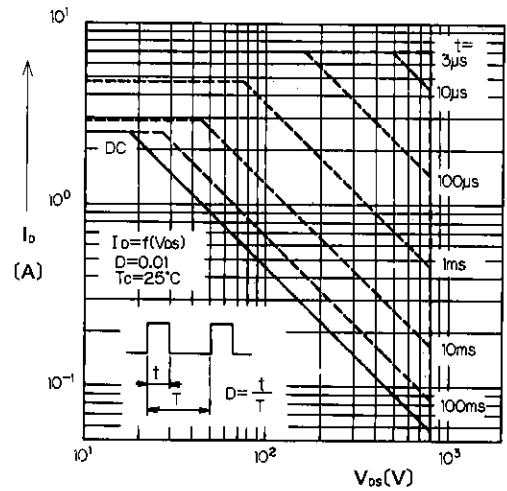 10¹
t=
3μs
10μs
DC
100μs
10⁰
I_D
[A]
I_D=f(V_DS)
D=0.01
Tc=25°C
1ms
10ms
t
T
D=t/T
10⁻¹
100ms
10¹
10²
10³
V_DS[V]